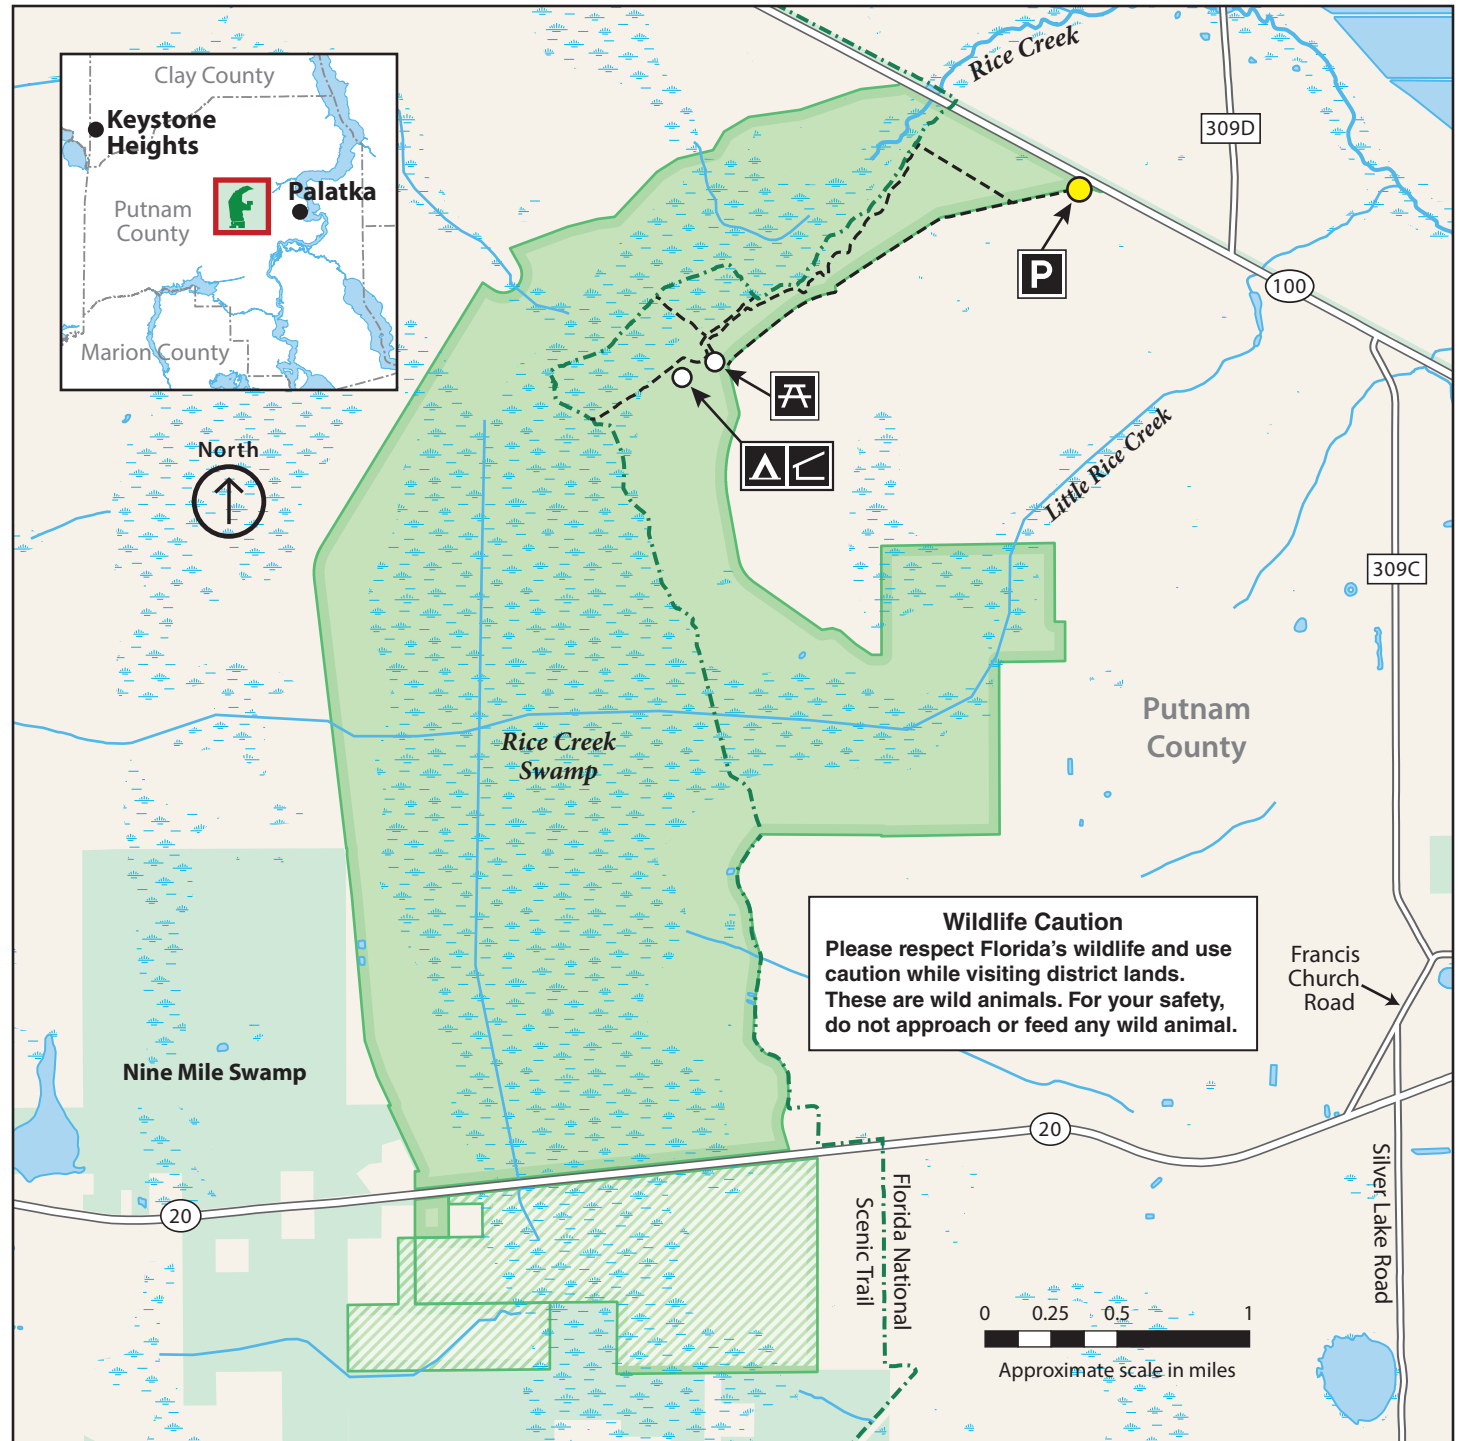 Clay County
Keystone
Heights
Palatka
Putnam
County
Marion County
North
Rice Creek
309D
P
100
Little Rice Creek
309C
Putnam
County
Rice Creek
Swamp
Wildlife Caution
Please respect Florida's wildlife and use
caution while visiting district lands.
These are wild animals. For your safety,
do not approach or feed any wild animal.
Francis
Church
Road
Nine Mile Swamp
20
20
Florida National
Scenic Trail
Silver Lake Road
0 0.25 0.5 1
Approximate scale in miles